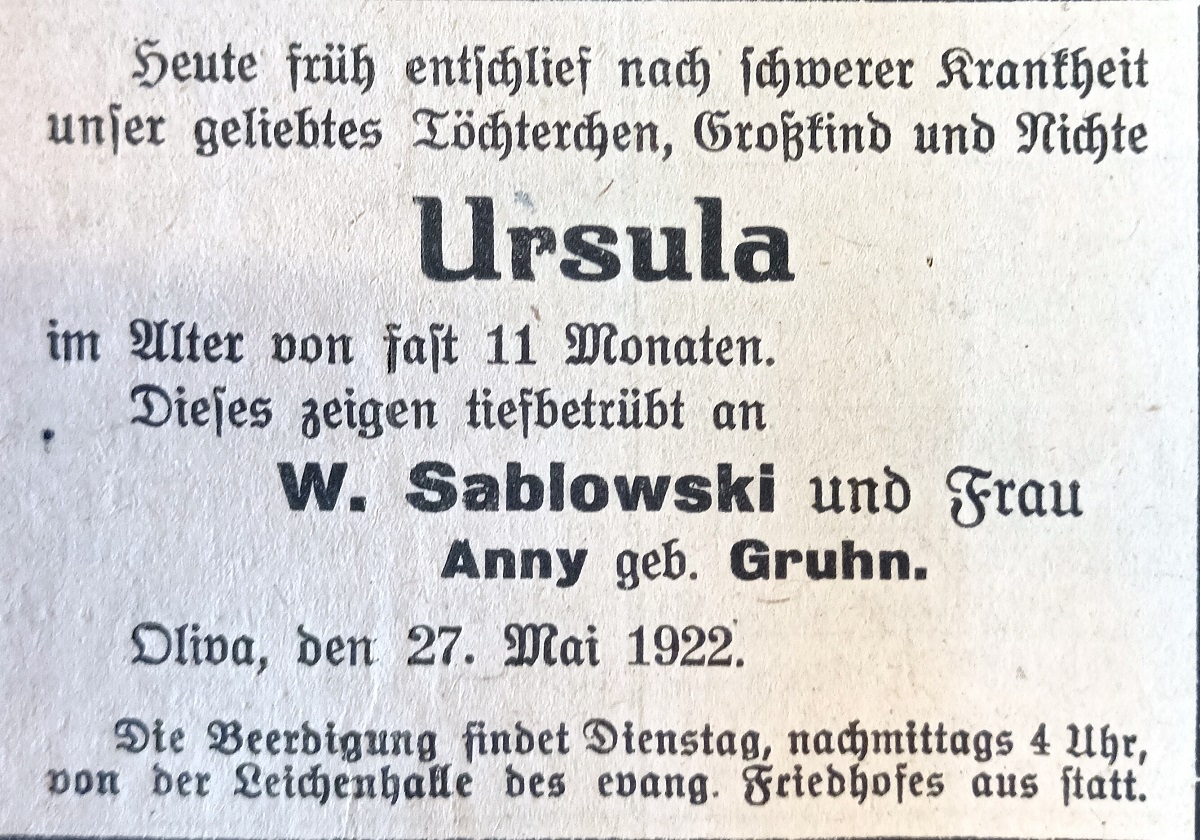 Heute früh entſchlief nach ſchwerer Krankheit
unſer geliebtes Töchterchen, Großkind und Nichte
Ursula
im Alter von faſt 11 Monaten.
Dieſes zeigen tiefbetrübt an
W. Sablowski und Frau
Anny geb. Gruhn.
Oliva, den 27. Mai 1922.
Die Beerdigung findet Dienstag, nachmittags 4 Uhr,
von der Leichenhalle des evang. Friedhofes aus ſtatt.